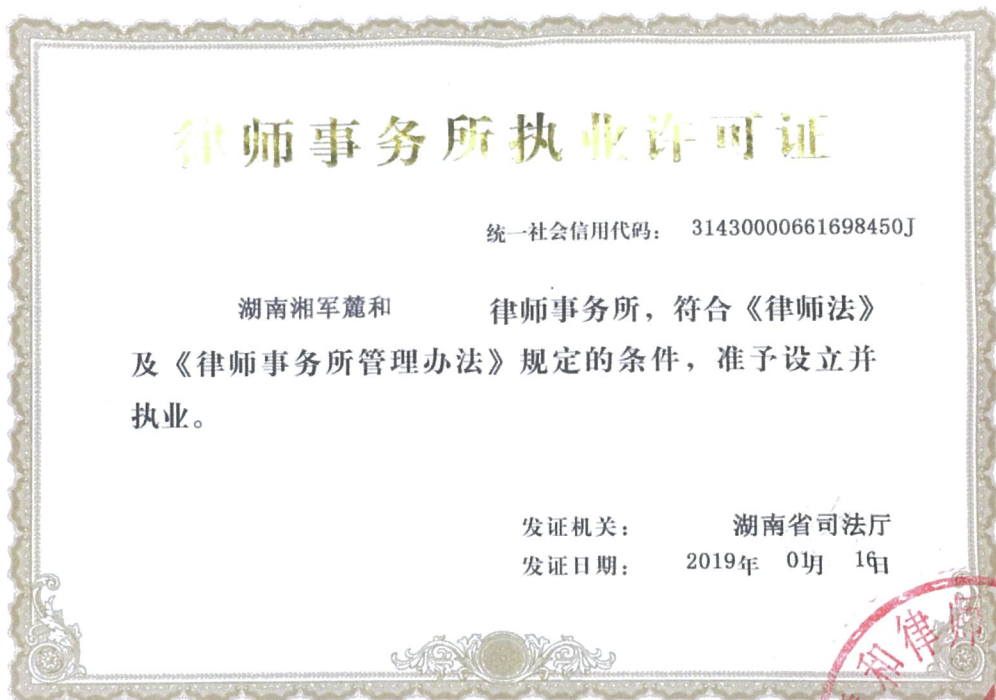 律师事务所执业许可证
统一社会信用代码： 31430000661698450J
湖南湘军麓和 律师事务所，符合《律师法》
及《律师事务所管理办法》规定的条件，准予设立并
执业。
发证机关： 湖南省司法厅
发证日期： 2019年 01月 16日
和律师